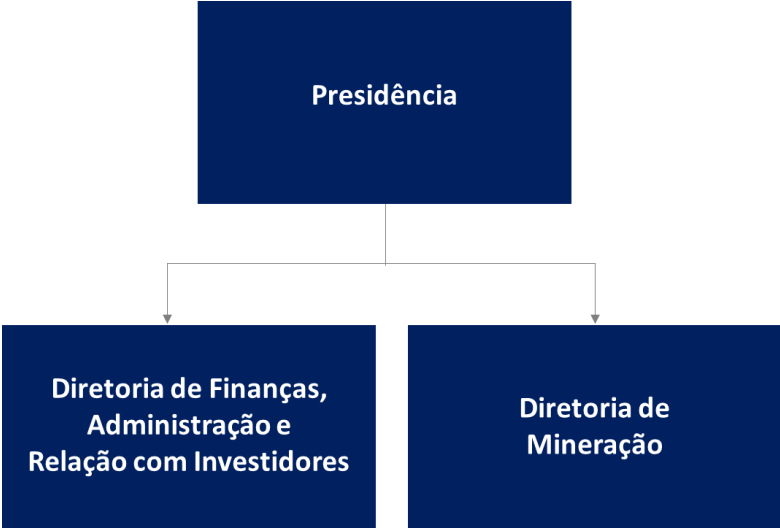 Presidência
Diretoria de Finanças,
Administração e
Relação com Investidores
Diretoria de
Mineração